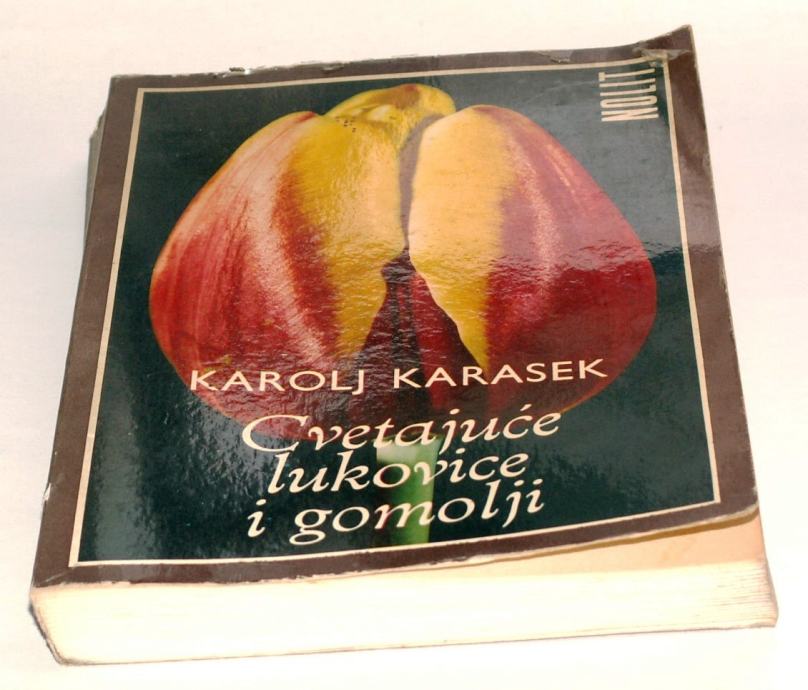 NOLIT
KAROLJ KARASEK
Cvetajuće
lukovice
i gomolji